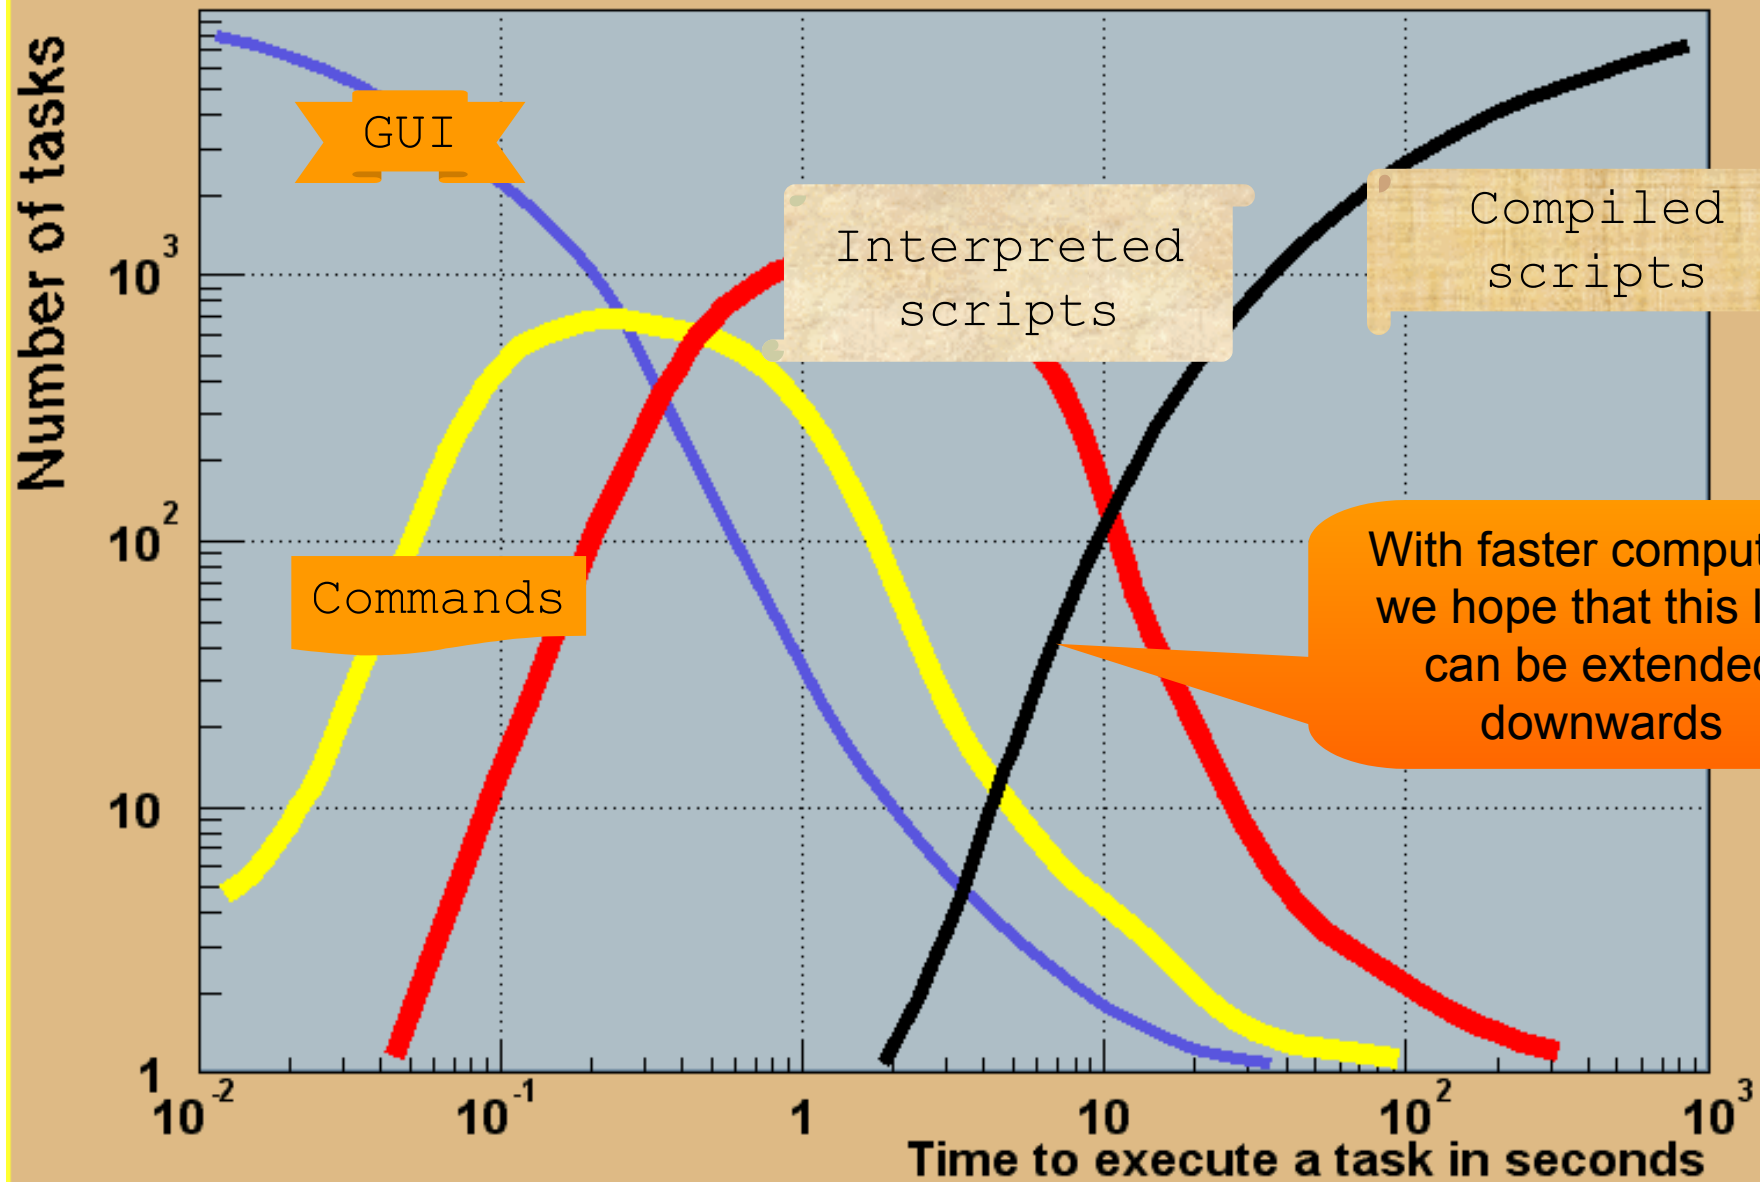 Number of tasks
GUI
Interpreted
scripts
Compiled
scripts
10^3
Commands
10^2
With faster comput
we hope that this l
can be extended
downwards
10
1
10^-2
10^-1
1
10
10^2
10^3
Time to execute a task in seconds